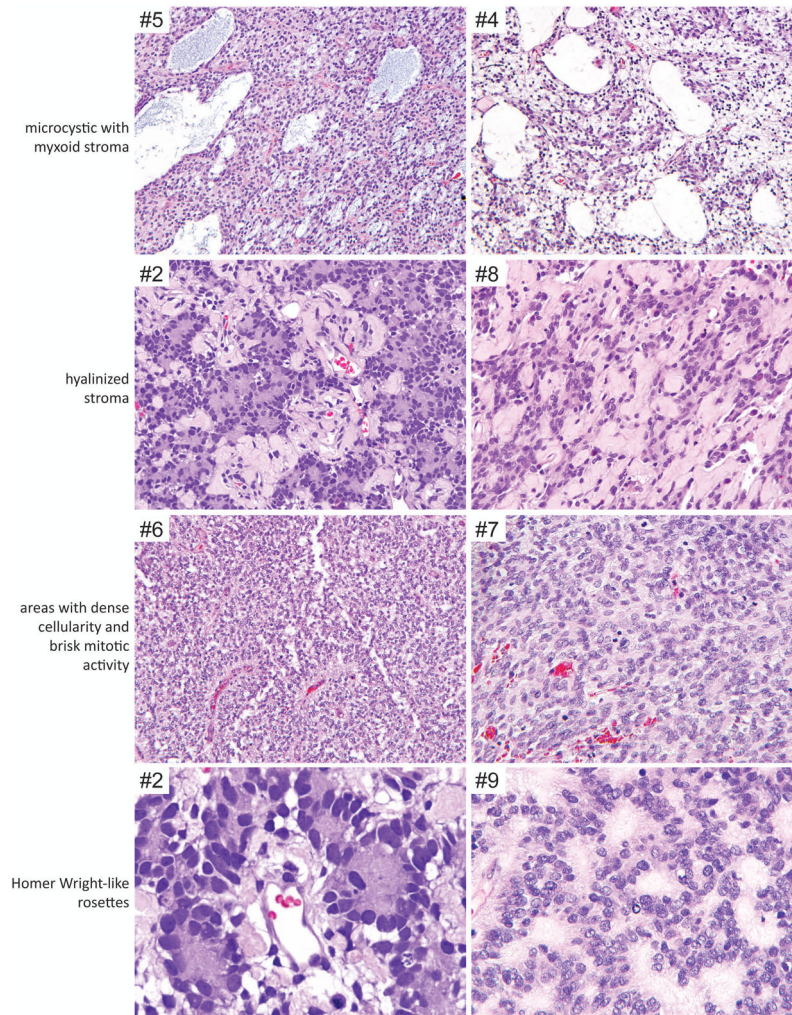 #5
#4
microcystic with
myxoid stroma
#2
#8
hyalinized
stroma
#6
#7
areas with dense
cellularity and
brisk mitotic
activity
#2
#9
Homer Wright-like
rosettes